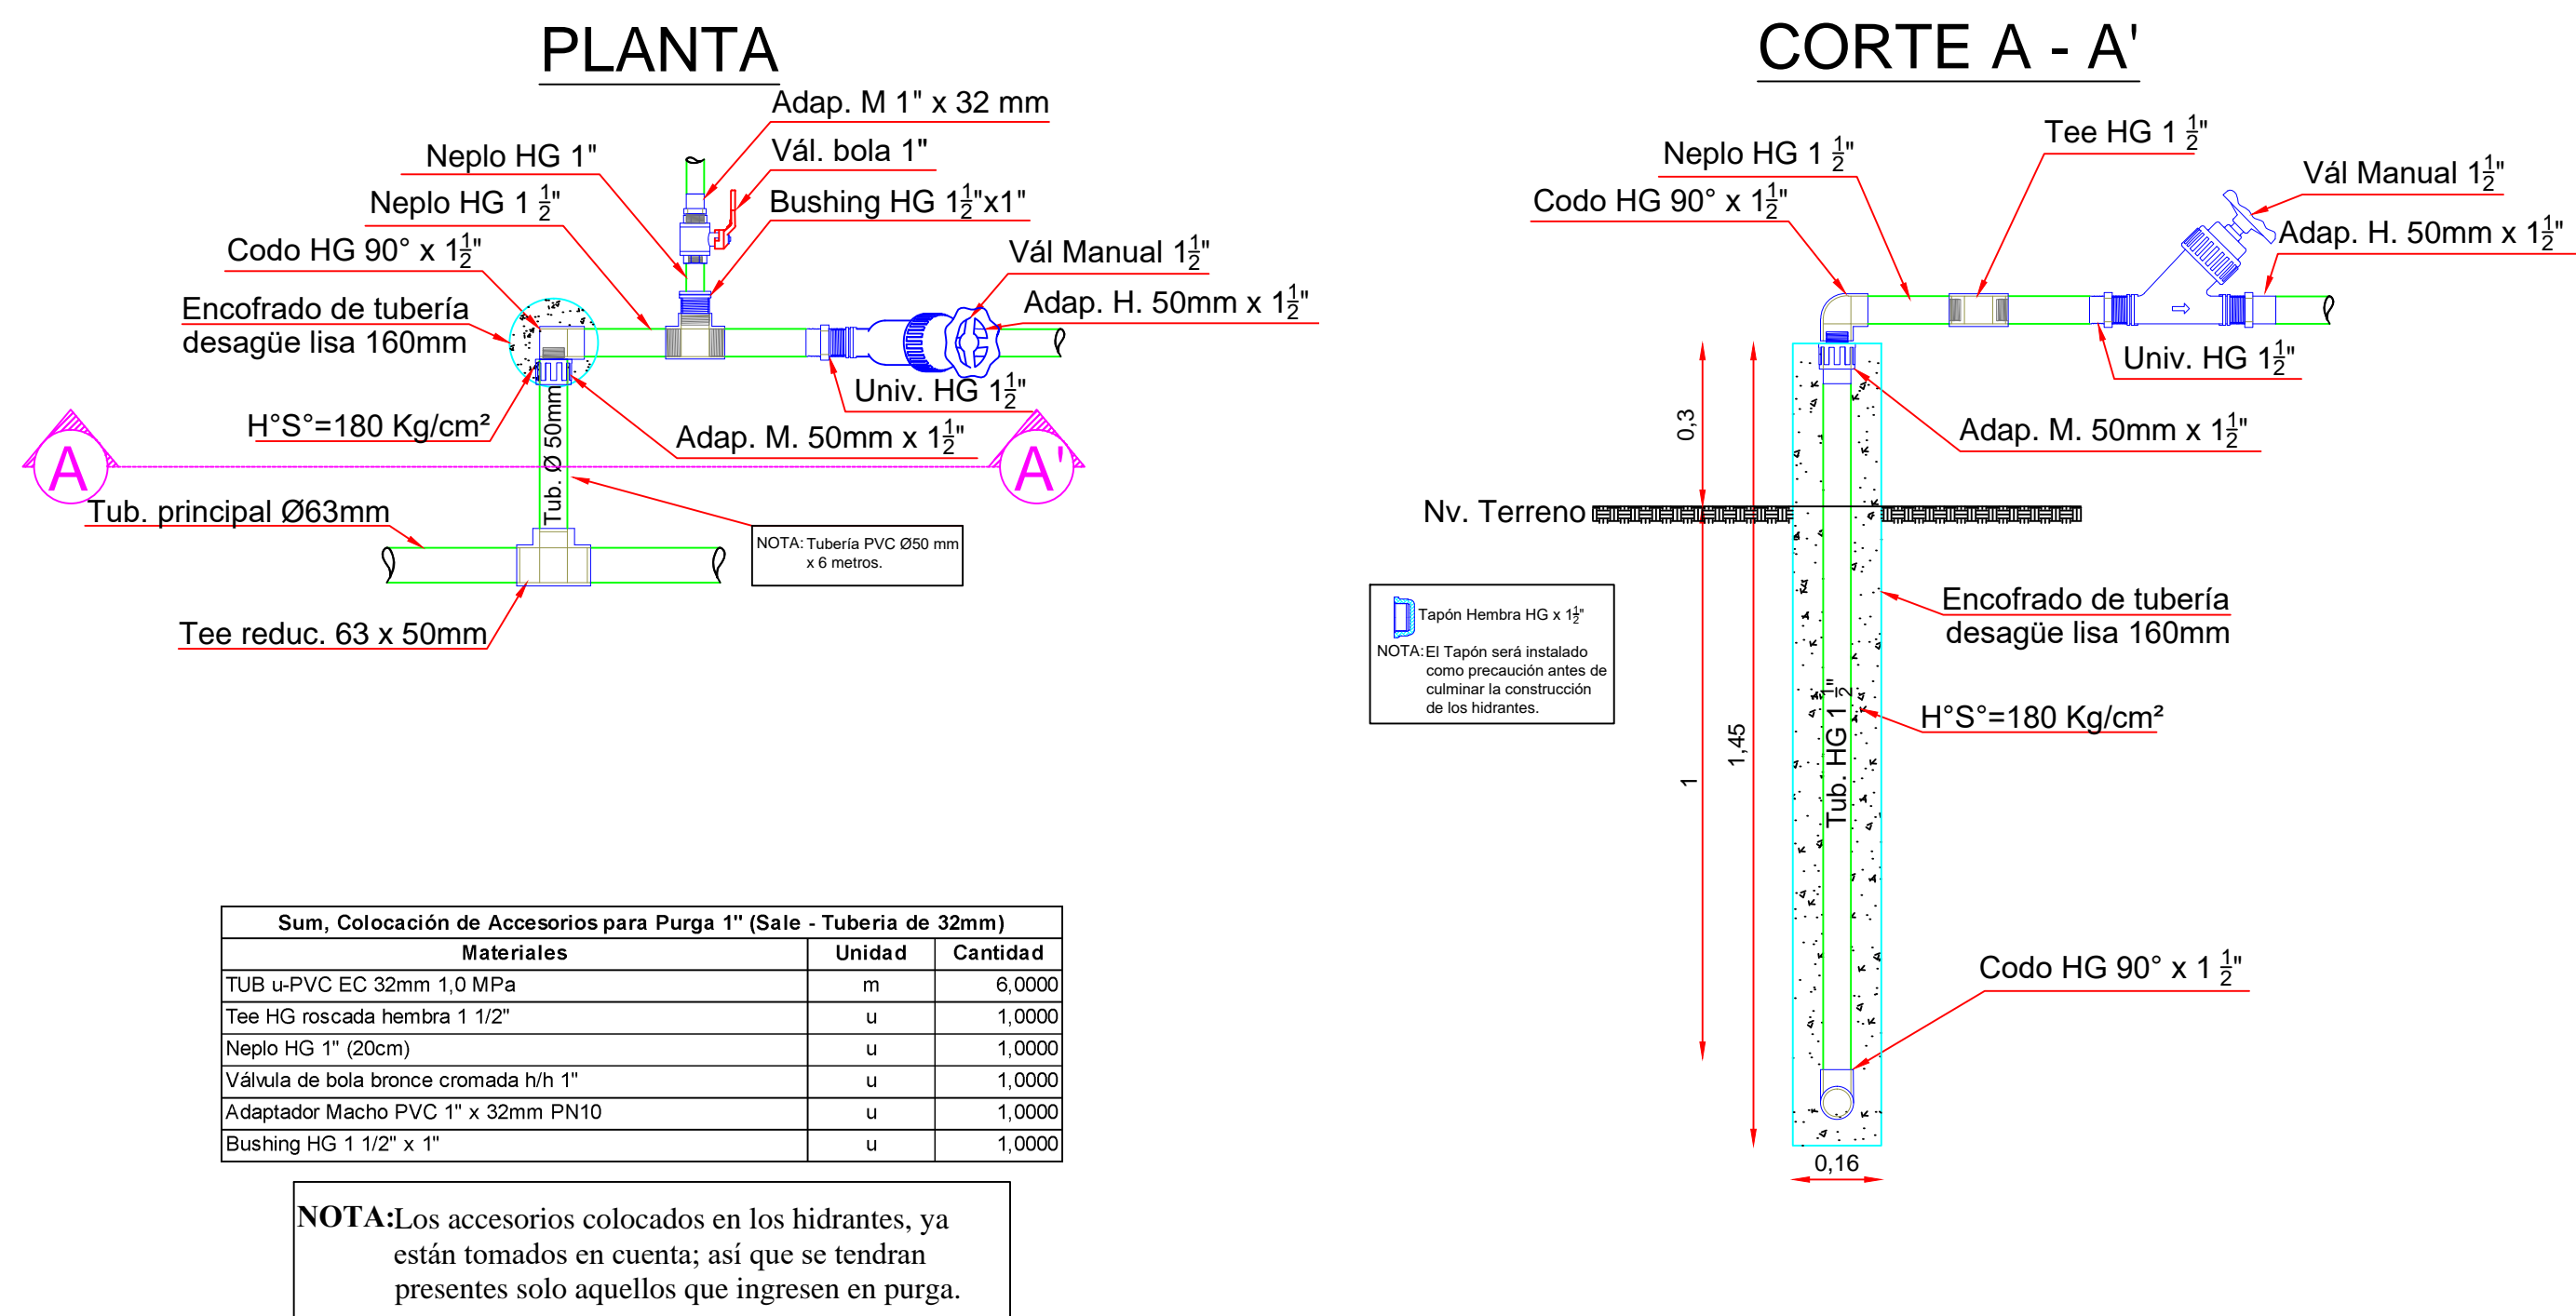 PLANTA
Adap. M 1" x 32 mm
Neplo HG 1"
Vál. bola 1"
Neplo HG 1 1/2"
Bushing HG 1 1/2"x1"
Codo HG 90° x 1 1/2"
Vál Manual 1 1/2"
Encofrado de tubería
desagüe lisa 160mm
Adap. H. 50mm x 1 1/2"
Univ. HG 1 1/2"
H°S°=180 Kg/cm²
Adap. M. 50mm x 1 1/2"
Tub. Ø 50mm
A
A'
Tub. principal Ø63mm
NOTA: Tubería PVC Ø50 mm
x 6 metros.
Tee reduc. 63 x 50mm
CORTE A - A'
Tee HG 1 1/2"
Neplo HG 1 1/2"
Vál Manual 1 1/2"
Codo HG 90° x 1 1/2"
Adap. H. 50mm x 1 1/2"
Univ. HG 1 1/2"
0,3
Adap. M. 50mm x 1 1/2"
Nv. Terreno
Tapón Hembra HG x 1 1/2"
NOTA: El Tapón será instalado
como precaución antes de
culminar la construcción
de los hidrantes.
Encofrado de tubería
desagüe lisa 160mm
H°S°=180 Kg/cm²
1
1,45
Tub. HG 1 1/2"
Codo HG 90° x 1 1/2"
0,16
Sum, Colocación de Accesorios para Purga 1" (Sale - Tuberia de 32mm)
Materiales Unidad Cantidad
TUB u-PVC EC 32mm 1,0 MPa m 6,0000
Tee HG roscada hembra 1 1/2" u 1,0000
Neplo HG 1" (20cm) u 1,0000
Válvula de bola bronce cromada h/h 1" u 1,0000
Adaptador Macho PVC 1" x 32mm PN10 u 1,0000
Bushing HG 1 1/2" x 1" u 1,0000
NOTA: Los accesorios colocados en los hidrantes, ya
están tomados en cuenta; así que se tendran
presentes solo aquellos que ingresen en purga.